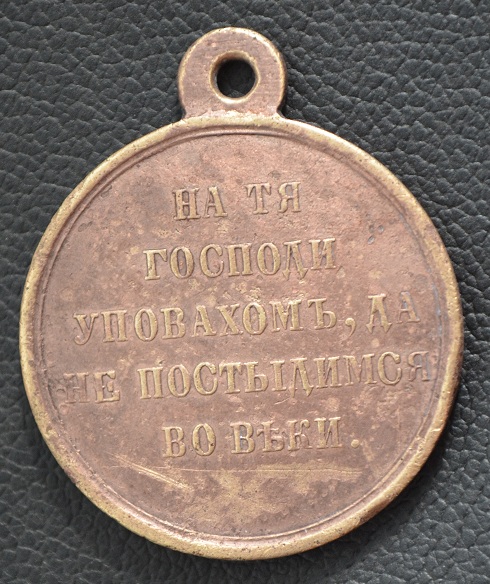 НА ТЯ
ГОСПОДИ
УПОВАХОМЪ, ДА
НЕ ПОСТЫДИМСЯ
ВО ВѢКИ.